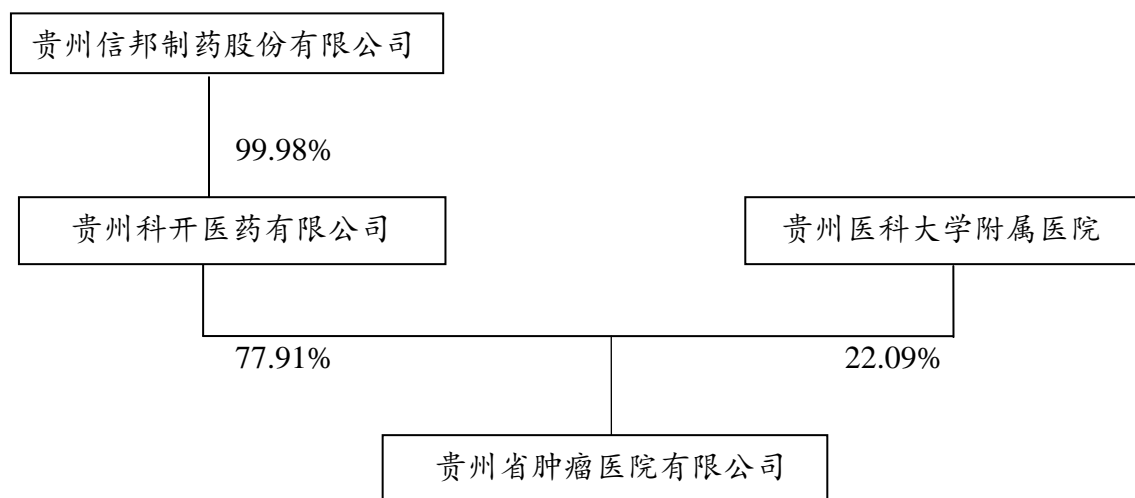 贵州信邦制药股份有限公司
99.98%
贵州科开医药有限公司
贵州医科大学附属医院
77.91%
22.09%
贵州省肿瘤医院有限公司